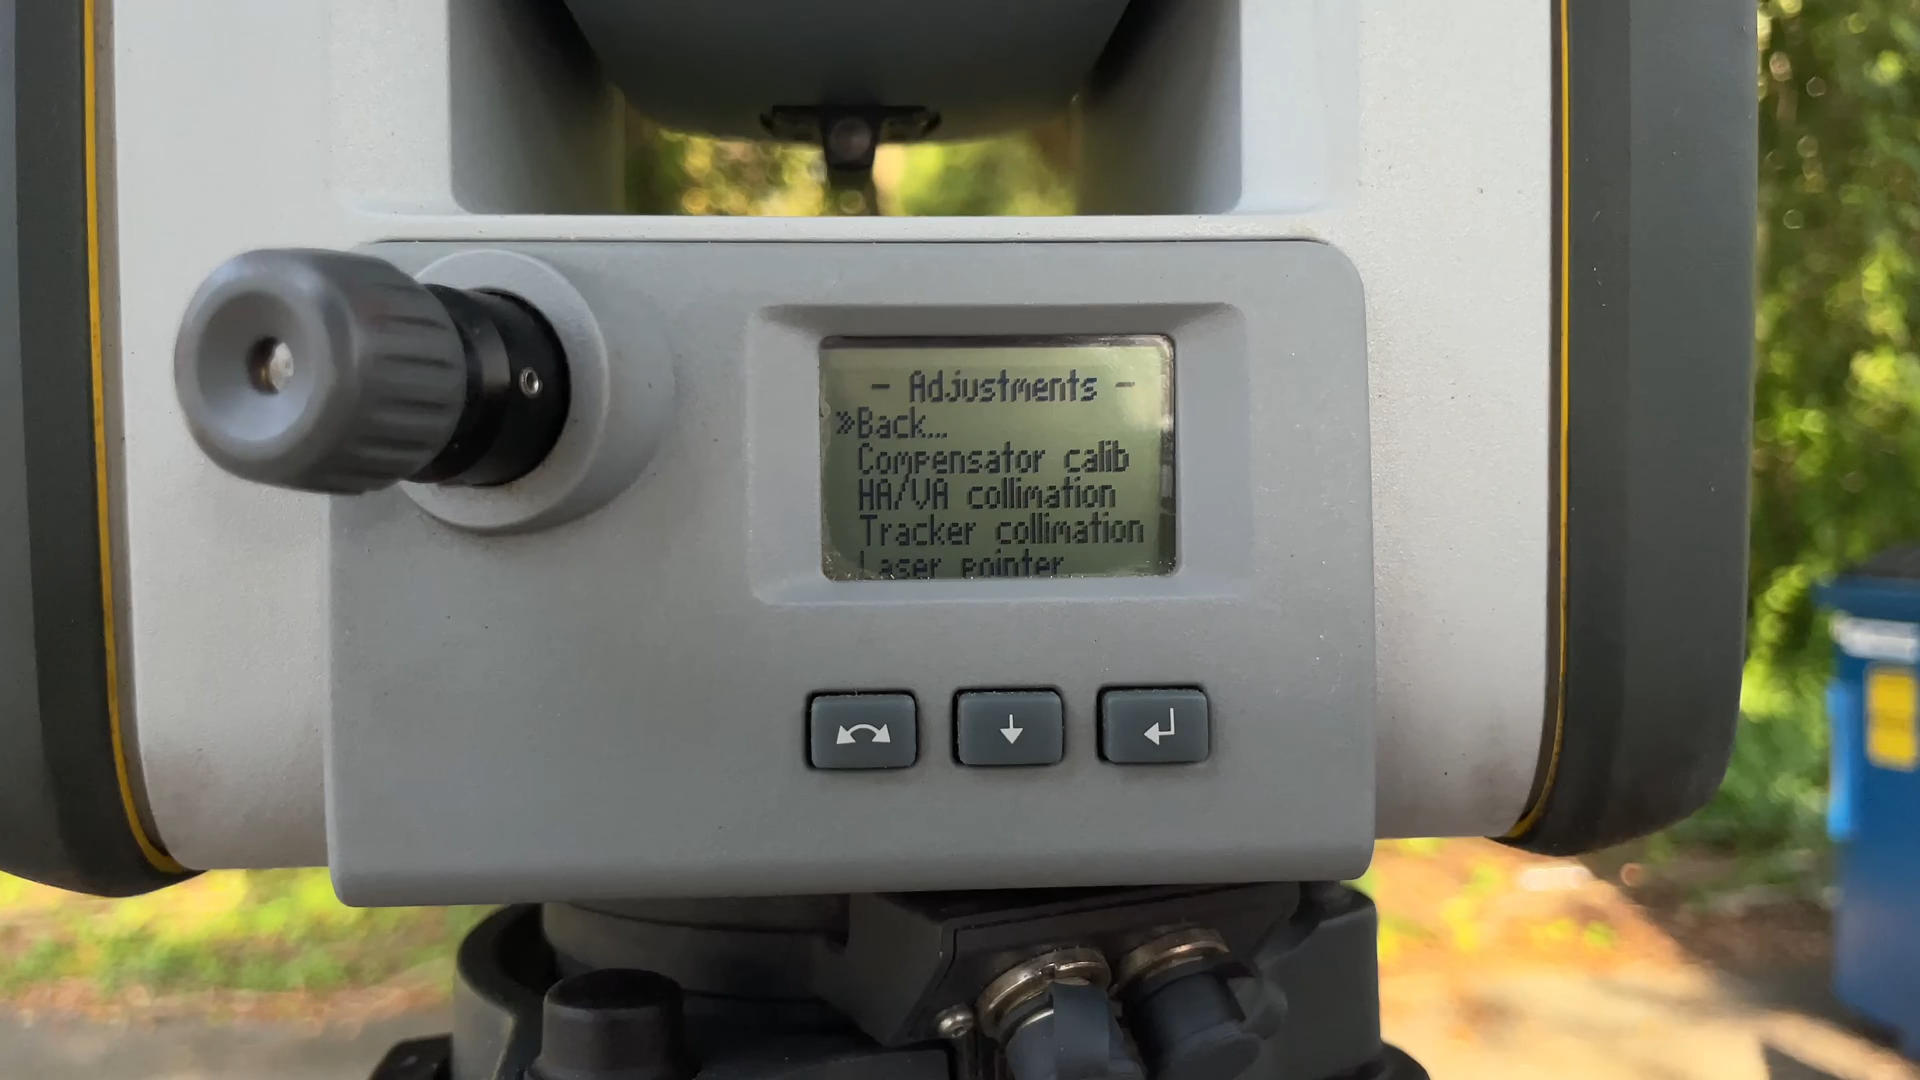 - Adjustments -
»Back...
Compensator calib
HA/VA collimation
Tracker collimation
Laser pointer